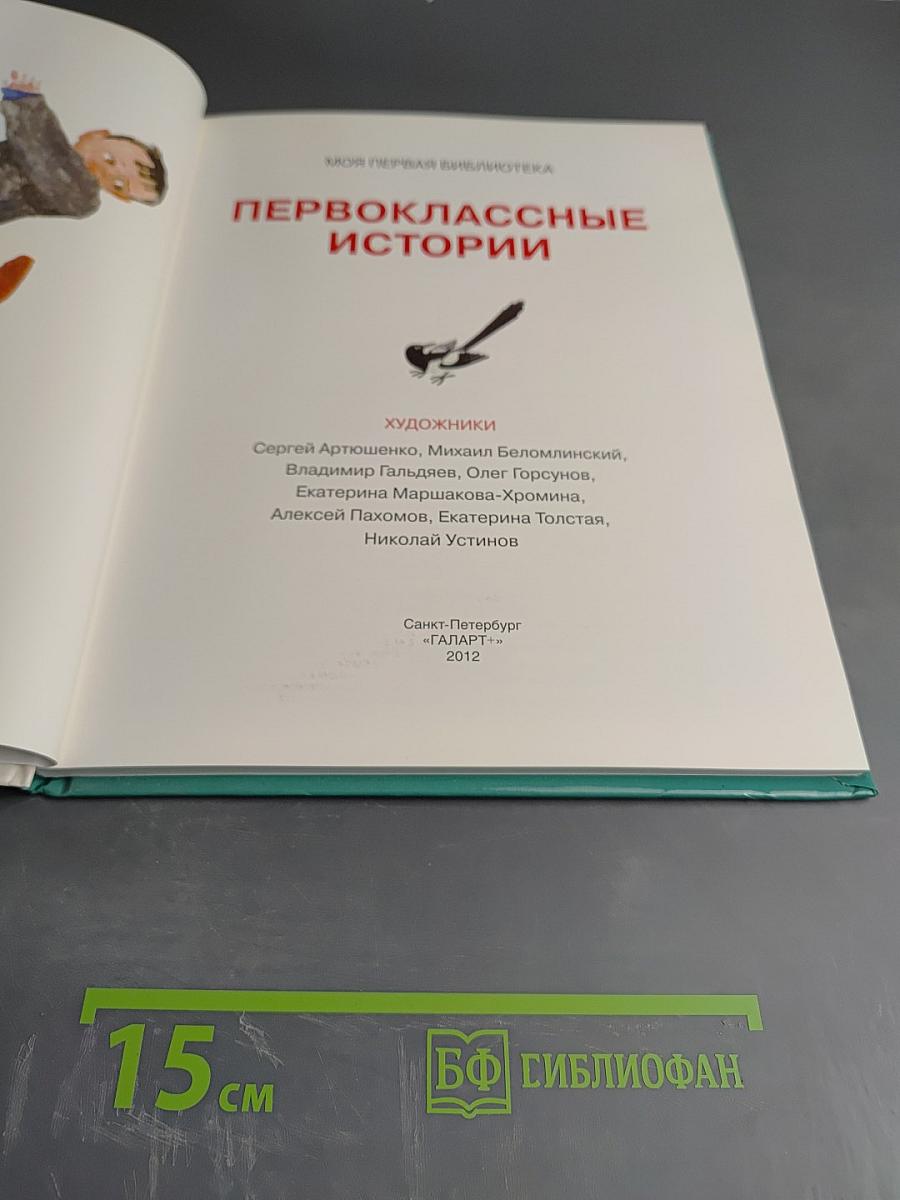 МОЯ ПЕРВАЯ БИБЛИОТЕКА
ПЕРВОКЛАССНЫЕ
ИСТОРИИ
ХУДОЖНИКИ
Сергей Артюшенко, Михаил Беломлинский,
Владимир Гальдяев, Олег Горсунов,
Екатерина Маршакова-Хромина,
Алексей Пахомов, Екатерина Толстая,
Николай Устинов
Санкт-Петербург
«ГАЛАРТ+»
2012
15 см
БФ БИБЛИОФАН